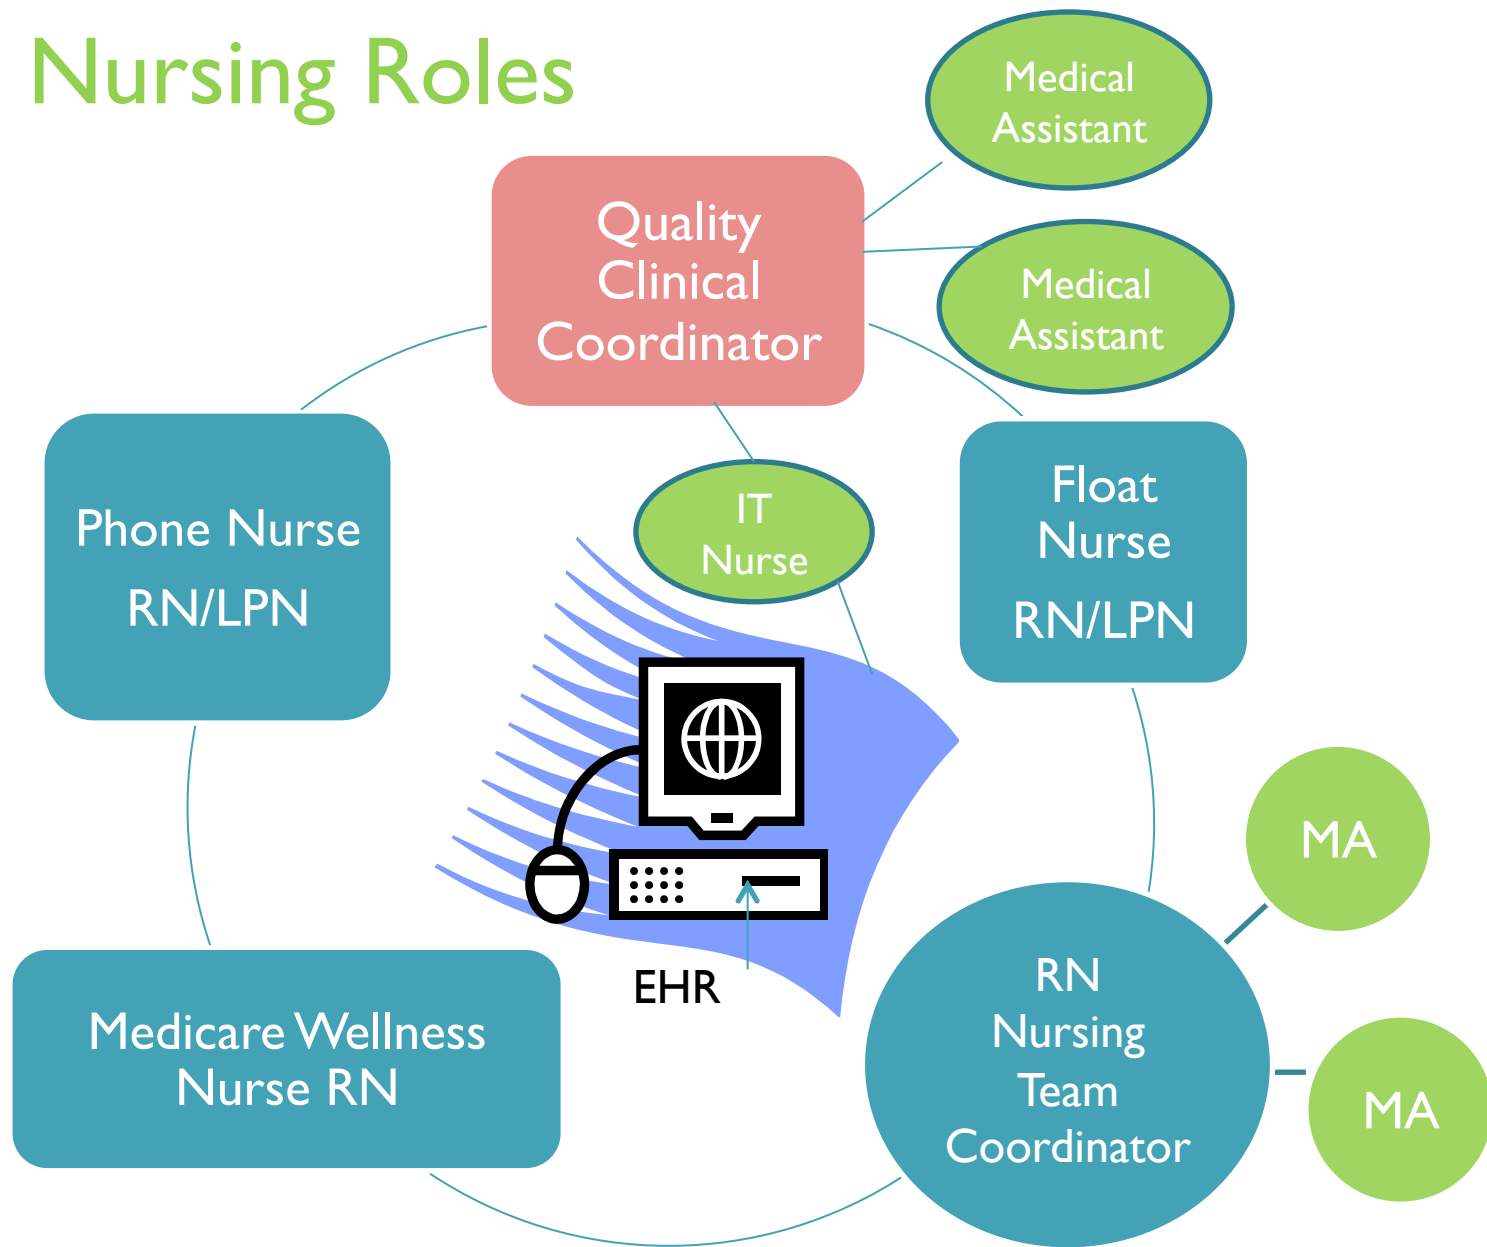 Nursing Roles
Medical
Assistant
Quality
Clinical
Coordinator
Medical
Assistant
Phone Nurse
RN/LPN
IT
Nurse
Float
Nurse
RN/LPN
MA
EHR
Medicare Wellness
Nurse RN
RN
Nursing
Team
Coordinator
MA